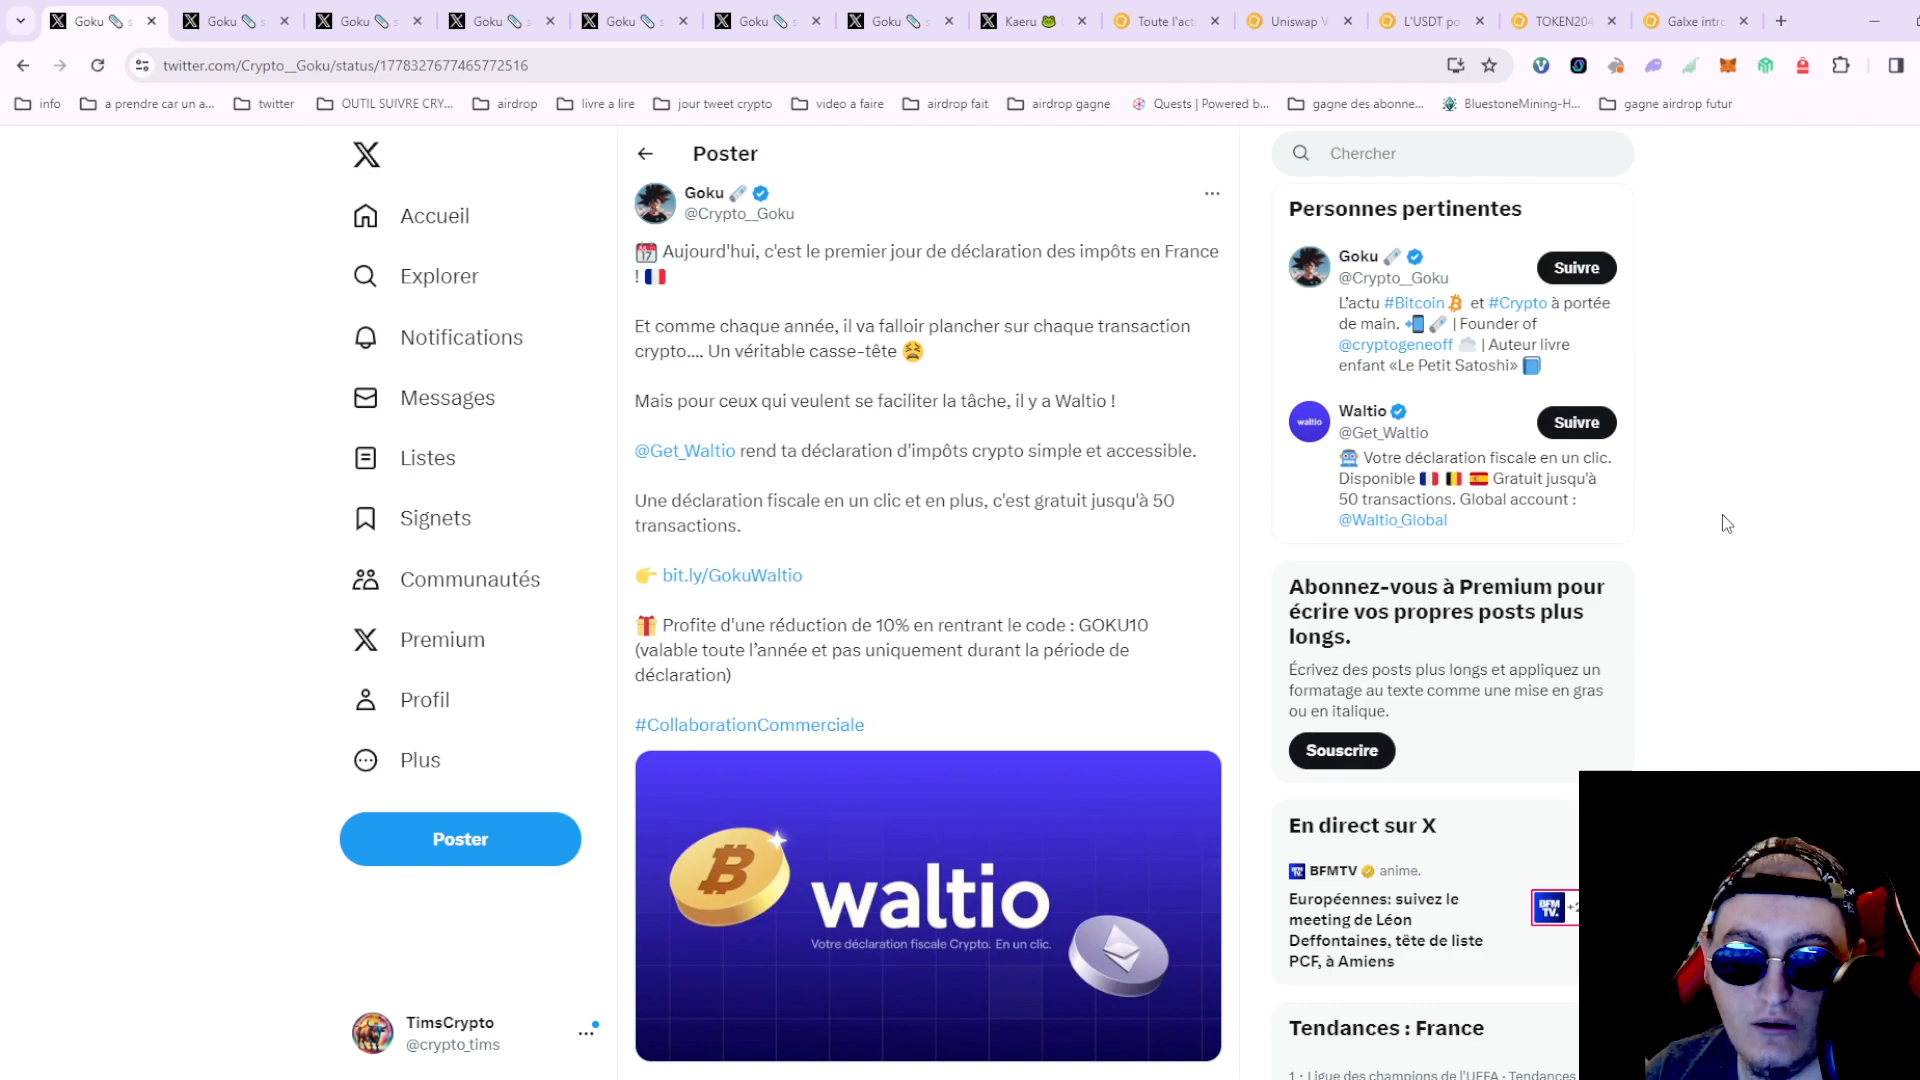 Goku
Goku
Goku
Goku
Goku
Goku
Goku
Kaeru
Toute l'act
Uniswap V
L'USDT po
TOKEN204
Galxe intro
twitter.com/Crypto__Goku/status/1778327677465772516
info
a prendre car un a...
twitter
OUTIL SUIVRE CRY...
airdrop
livre a lire
jour tweet crypto
video a faire
airdrop fait
airdrop gagne
Quests | Powered b...
gagne des abonne...
BluestoneMining-H...
gagne airdrop futur
Accueil
Explorer
Notifications
Messages
Listes
Signets
Communautés
Premium
Profil
Plus
Poster
TimsCrypto
@crypto_tims
Poster
Goku
@Crypto__Goku
Aujourd'hui, c'est le premier jour de déclaration des impôts en France
!
Et comme chaque année, il va falloir plancher sur chaque transaction
crypto.... Un véritable casse-tête
Mais pour ceux qui veulent se faciliter la tâche, il y a Waltio !
@Get_Waltio rend ta déclaration d'impôts crypto simple et accessible.
Une déclaration fiscale en un clic et en plus, c'est gratuit jusqu'à 50
transactions.
bit.ly/GokuWaltio
Profite d'une réduction de 10% en rentrant le code : GOKU10
(valable toute l'année et pas uniquement durant la période de
déclaration)
#CollaborationCommerciale
waltio
Votre déclaration fiscale Crypto. En un clic.
Chercher
Personnes pertinentes
Goku
@Crypto__Goku
Suivre
L'actu #Bitcoin et #Crypto à portée
de main. | Founder of
@cryptogeneoff | Auteur livre
enfant «Le Petit Satoshi»
waltio
Waltio
@Get_Waltio
Suivre
Votre déclaration fiscale en un clic.
Disponible Gratuit jusqu'à
50 transactions. Global account :
@Waltio_Global
Abonnez-vous à Premium pour
écrire vos propres posts plus
longs.
Écrivez des posts plus longs et appliquez un
formatage au texte comme une mise en gras
ou en italique.
Souscrire
En direct sur X
BFMTV anime.
Européennes: suivez le
meeting de Léon
Deffontaines, tête de liste
PCF, à Amiens
BFM
TV.
+2
Tendances : France
1 · Ligue des champions de l'UEFA · Tendances